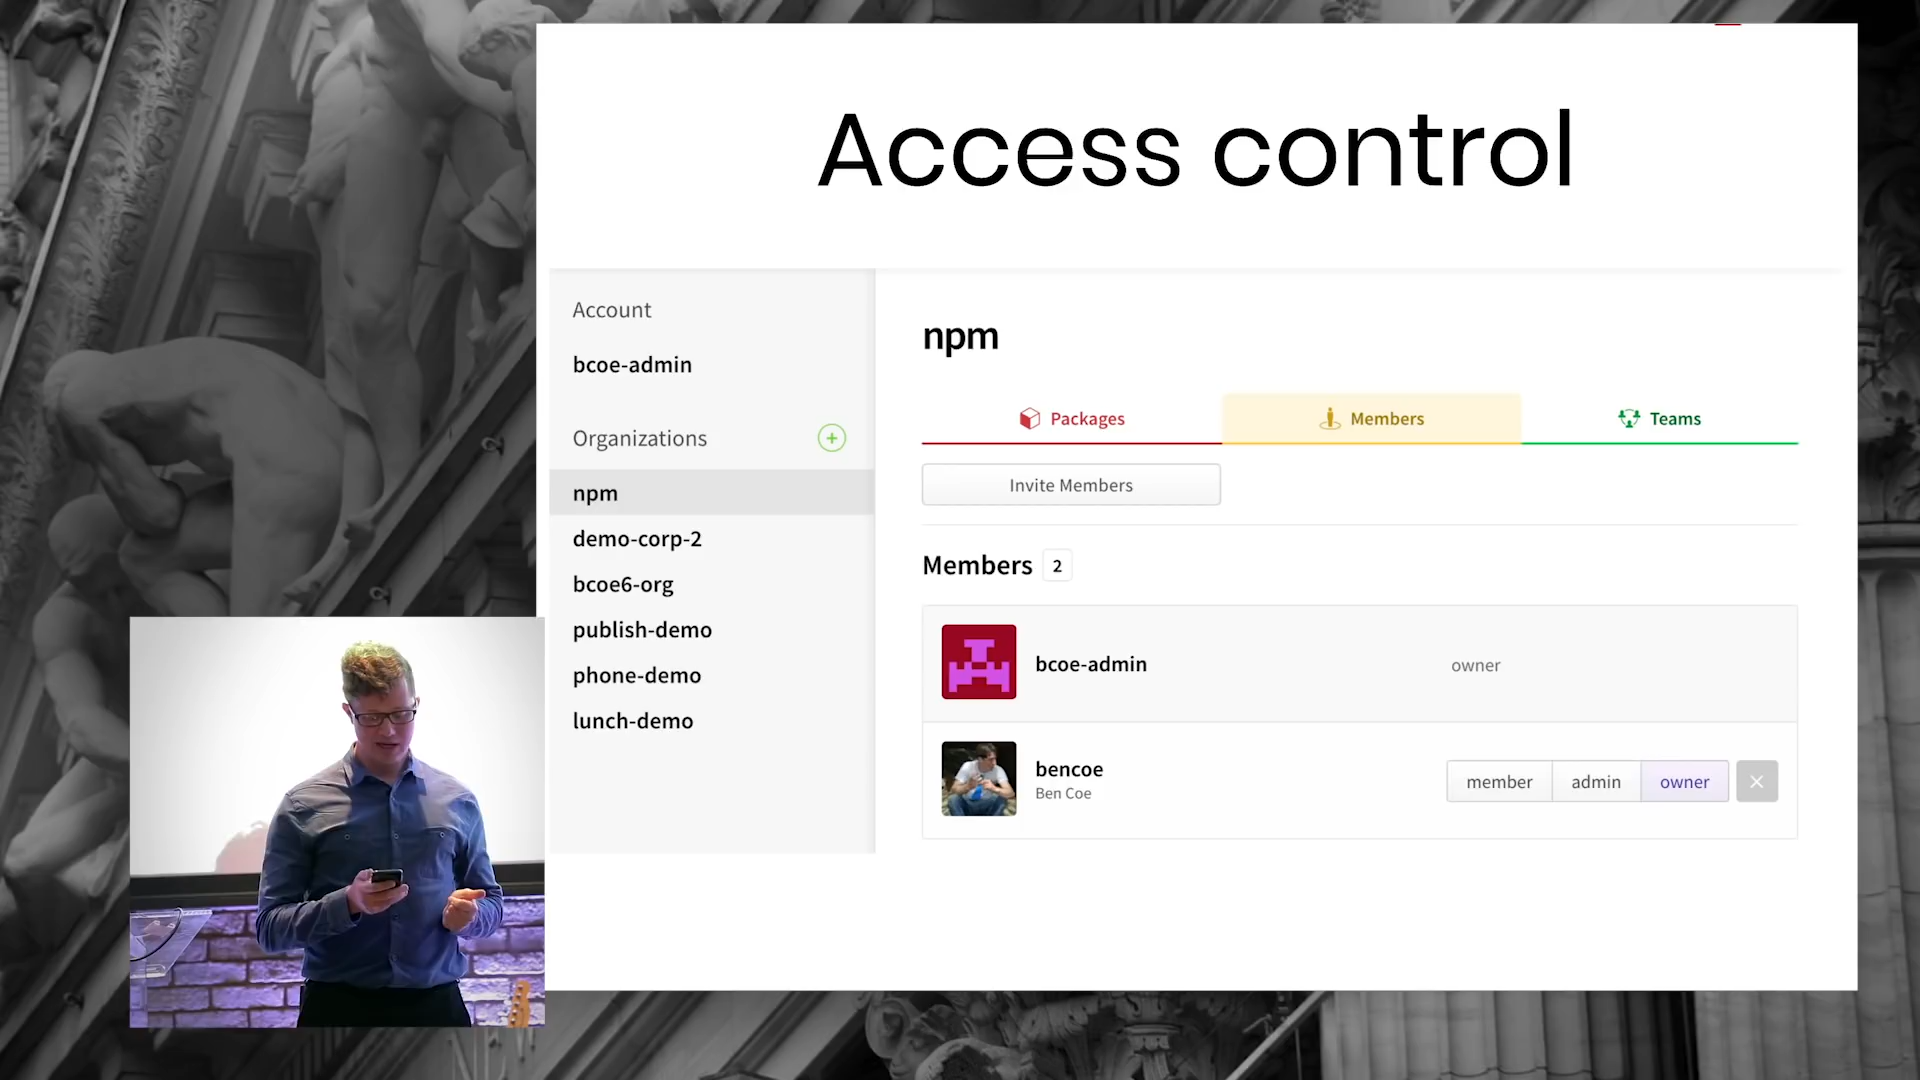 Access control
Account
bcoe-admin
Organizations
npm
demo-corp-2
bcoe6-org
publish-demo
phone-demo
lunch-demo
npm
Packages
Members
Teams
Invite Members
Members 2
bcoe-admin
owner
bencoe
Ben Coe
member
admin
owner